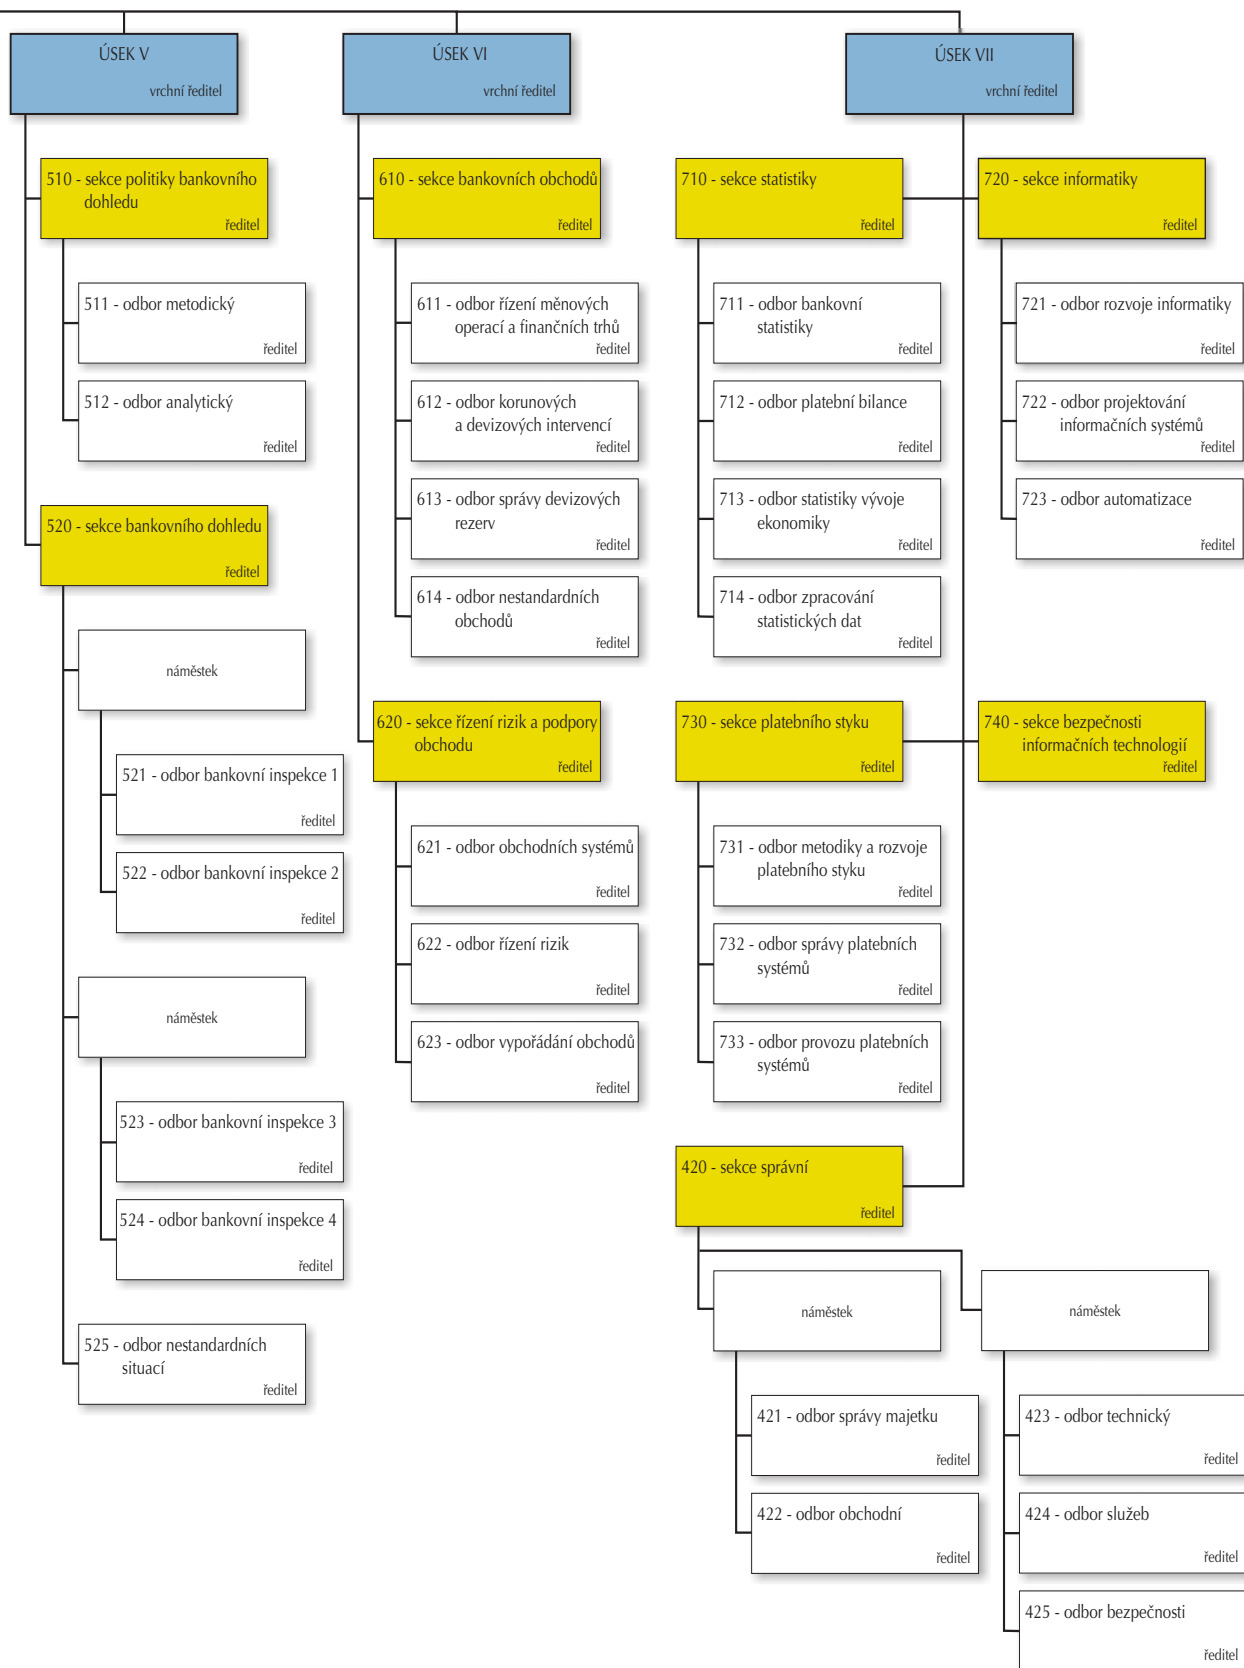 ÚSEK V
vrchní ředitel
510 - sekce politiky bankovního
dohledu
ředitel
511 - odbor metodický
ředitel
512 - odbor analytický
ředitel
520 - sekce bankovního dohledu
ředitel
náměstek
521 - odbor bankovní inspekce 1
ředitel
522 - odbor bankovní inspekce 2
ředitel
náměstek
523 - odbor bankovní inspekce 3
ředitel
524 - odbor bankovní inspekce 4
ředitel
525 - odbor nestandardních
situací
ředitel
ÚSEK VI
vrchní ředitel
610 - sekce bankovních obchodů
ředitel
611 - odbor řízení měnových
operací a finančních trhů
ředitel
612 - odbor korunových
a devizových intervencí
ředitel
613 - odbor správy devizových
rezerv
ředitel
614 - odbor nestandardních
obchodů
ředitel
620 - sekce řízení rizik a podpory
obchodu
ředitel
621 - odbor obchodních systémů
ředitel
622 - odbor řízení rizik
ředitel
623 - odbor vypořádání obchodů
ředitel
ÚSEK VII
vrchní ředitel
710 - sekce statistiky
ředitel
711 - odbor bankovní
statistiky
ředitel
712 - odbor platební bilance
ředitel
713 - odbor statistiky vývoje
ekonomiky
ředitel
714 - odbor zpracování
statistických dat
ředitel
720 - sekce informatiky
ředitel
721 - odbor rozvoje informatiky
ředitel
722 - odbor projektování
informačních systémů
ředitel
723 - odbor automatizace
ředitel
730 - sekce platebního styku
ředitel
731 - odbor metodiky a rozvoje
platebního styku
ředitel
732 - odbor správy platebních
systémů
ředitel
733 - odbor provozu platebních
systémů
ředitel
740 - sekce bezpečnosti
informačních technologií
ředitel
420 - sekce správní
ředitel
náměstek
421 - odbor správy majetku
ředitel
422 - odbor obchodní
ředitel
náměstek
423 - odbor technický
ředitel
424 - odbor služeb
ředitel
425 - odbor bezpečnosti
ředitel